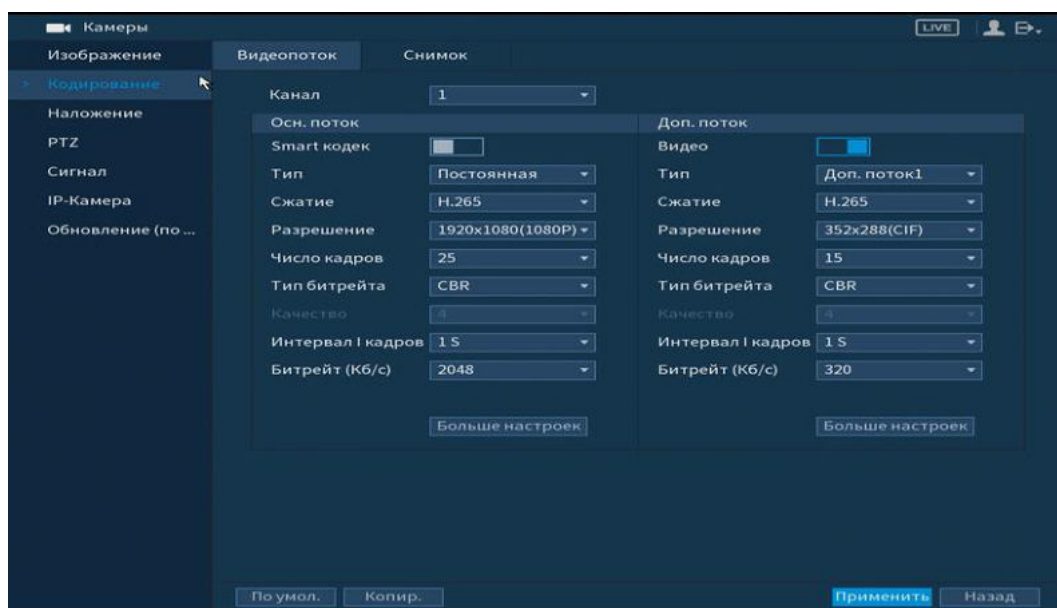 Камеры
LIVE
Изображение
Кодирование
Наложение
PTZ
Сигнал
IP-Камера
Обновление (по ...
Видеопоток Снимок
Канал 1
Осн. поток
Smart кодек
Тип Постоянная
Сжатие H.265
Разрешение 1920x1080(1080P)
Число кадров 25
Тип битрейта CBR
Качество 4
Интервал I кадров 1 S
Битрейт (Кб/с) 2048
Больше настроек
Доп. поток
Видео
Тип Доп. поток1
Сжатие H.265
Разрешение 352x288(CIF)
Число кадров 15
Тип битрейта CBR
Качество 4
Интервал I кадров 1 S
Битрейт (Кб/с) 320
Больше настроек
По умол. Копир. Применить Назад